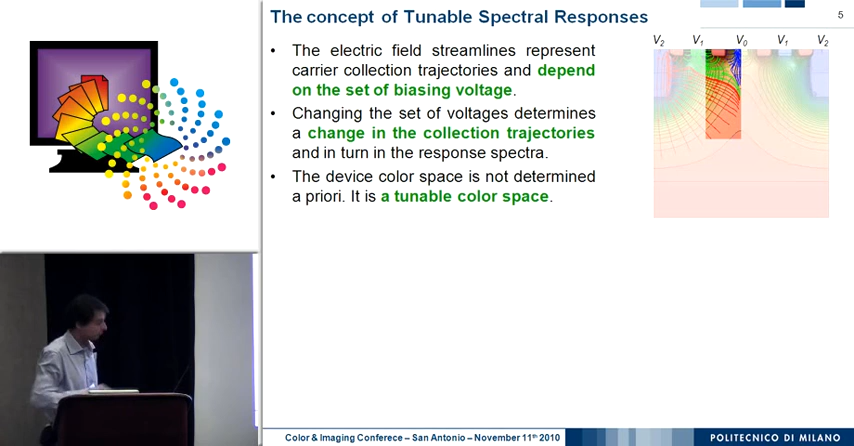 The concept of Tunable Spectral Responses
5
• The electric field streamlines represent
carrier collection trajectories and depend
on the set of biasing voltage.
• Changing the set of voltages determines
a change in the collection trajectories
and in turn in the response spectra.
• The device color space is not determined
a priori. It is a tunable color space.
V2 V1 V0 V1 V2
Color & Imaging Conferece – San Antonio – November 11th 2010
POLITECNICO DI MILANO